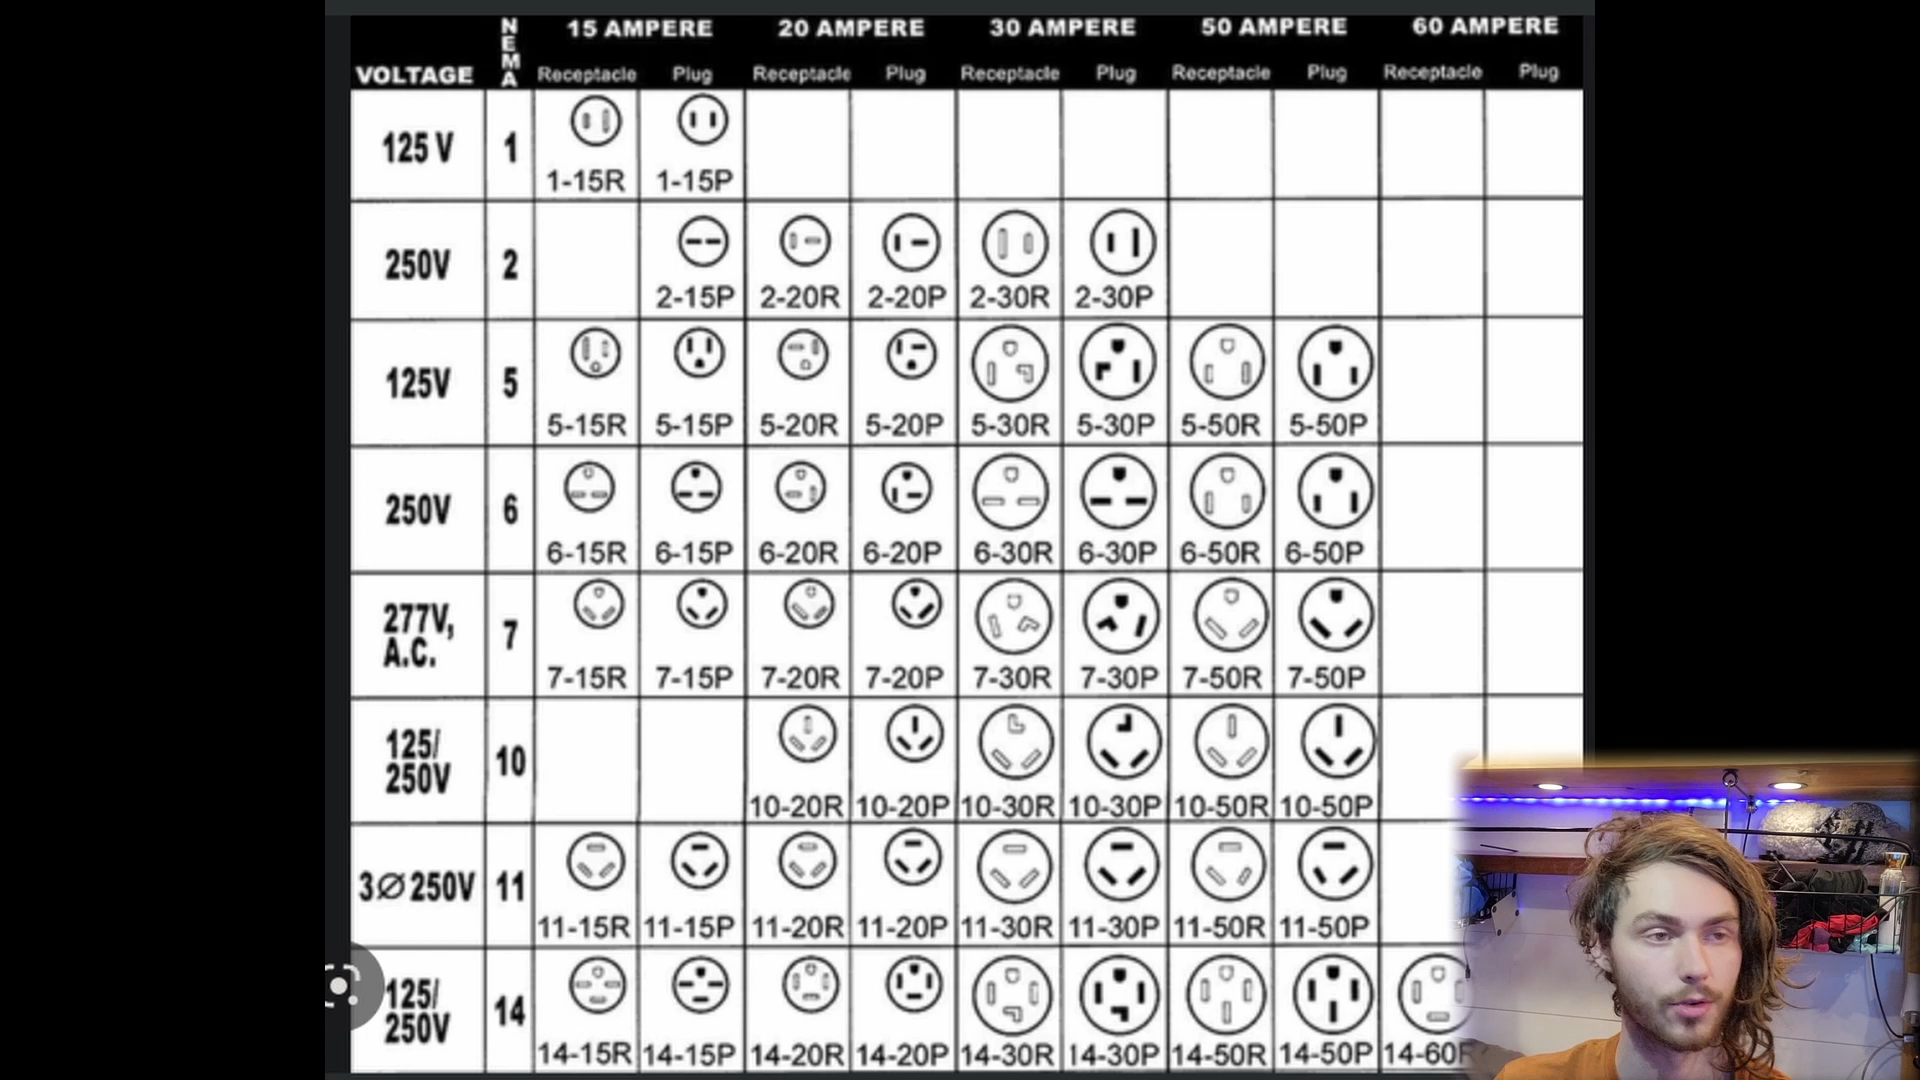 15 AMPERE 20 AMPERE 30 AMPERE 50 AMPERE 60 AMPERE
VOLTAGE NEMA Receptacle Plug Receptacle Plug Receptacle Plug Receptacle Plug Receptacle Plug
125 V 1
1-15R 1-15P
250V 2
2-15P 2-20R 2-20P 2-30R 2-30P
125V 5
5-15R 5-15P 5-20R 5-20P 5-30R 5-30P 5-50R 5-50P
250V 6
6-15R 6-15P 6-20R 6-20P 6-30R 6-30P 6-50R 6-50P
277V,
A.C. 7
7-15R 7-15P 7-20R 7-20P 7-30R 7-30P 7-50R 7-50P
125/
250V 10
10-20R 10-20P 10-30R 10-30P 10-50R 10-50P
3Ø 250V 11
11-15R 11-15P 11-20R 11-20P 11-30R 11-30P 11-50R 11-50P
125/
250V 14
14-15R 14-15P 14-20R 14-20P 14-30R 14-30P 14-50R 14-50P 14-60R